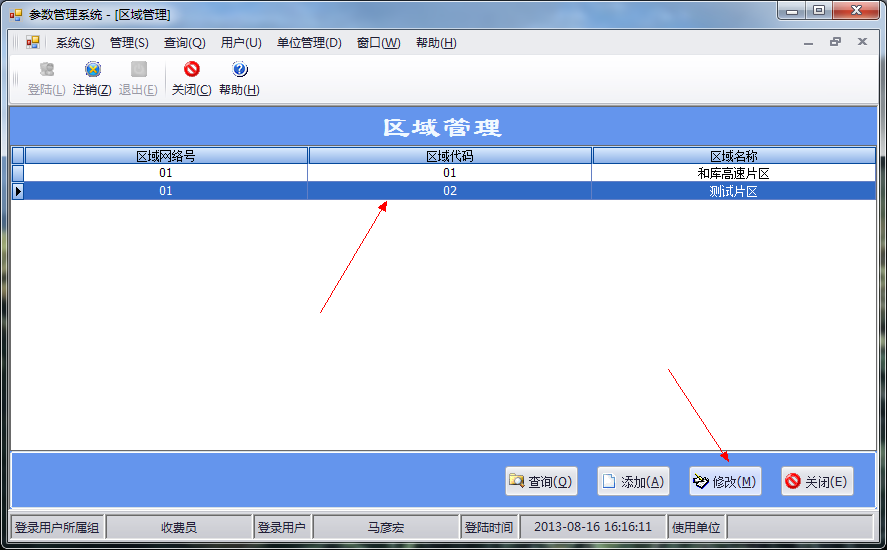 参数管理系统 - [区域管理]
系统(S) 管理(S) 查询(Q) 用户(U) 单位管理(D) 窗口(W) 帮助(H)
登陆(L) 注销(Z) 退出(E) 关闭(C) 帮助(H)
区域管理
区域网络号 区域代码 区域名称
01 01 和库高速片区
01 02 测试片区
查询(Q) 添加(A) 修改(M) 关闭(E)
登录用户所属组 收费员 登录用户 马彦宏 登陆时间 2013-08-16 16:16:11 使用单位